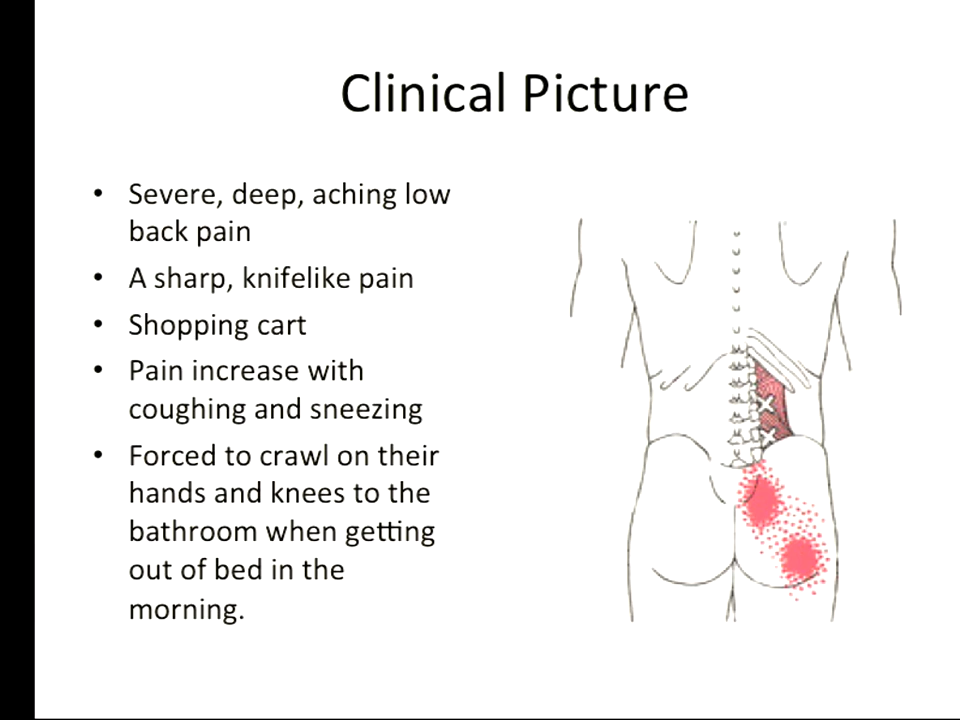 Clinical Picture
• Severe, deep, aching low
back pain
• A sharp, knifelike pain
• Shopping cart
• Pain increase with
coughing and sneezing
• Forced to crawl on their
hands and knees to the
bathroom when getting
out of bed in the
morning.